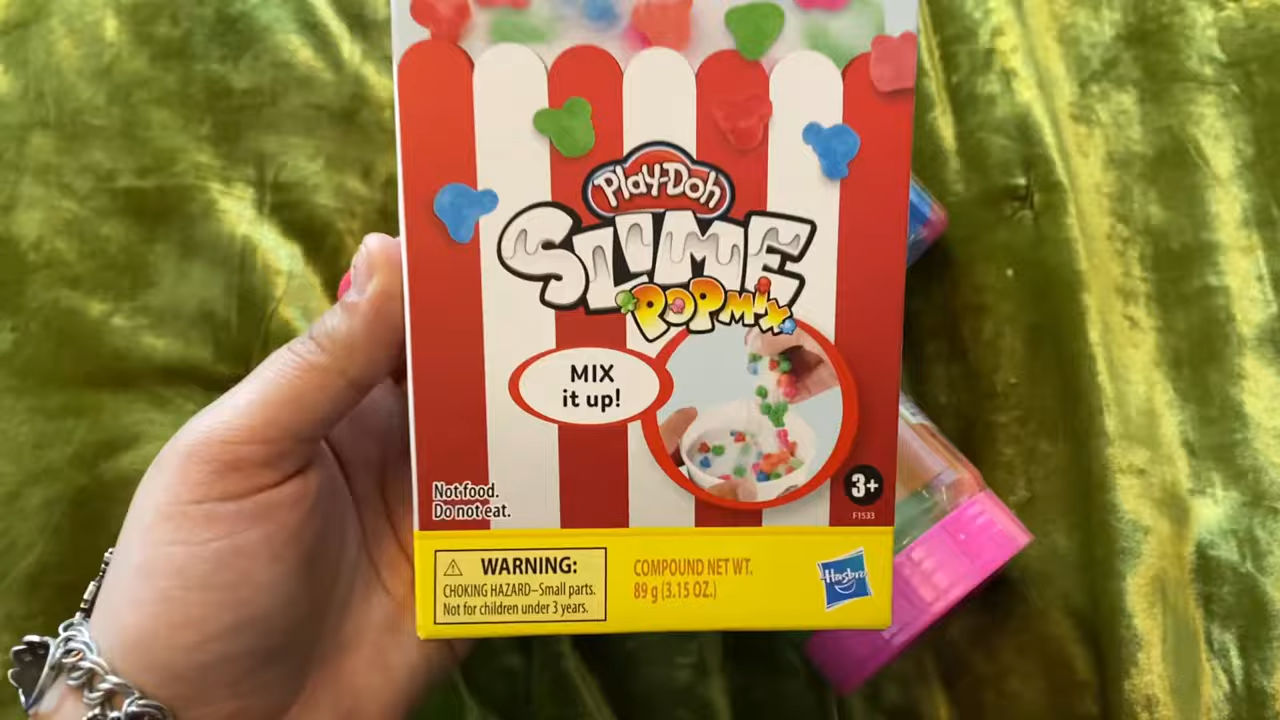 Play-Doh
SLIME
POPMIX
MIX
it up!
Not food.
Do not eat.
3+
F1533
⚠ WARNING:
CHOKING HAZARD–Small parts.
Not for children under 3 years.
COMPOUND NET WT.
89 g (3.15 OZ.)
Hasbro